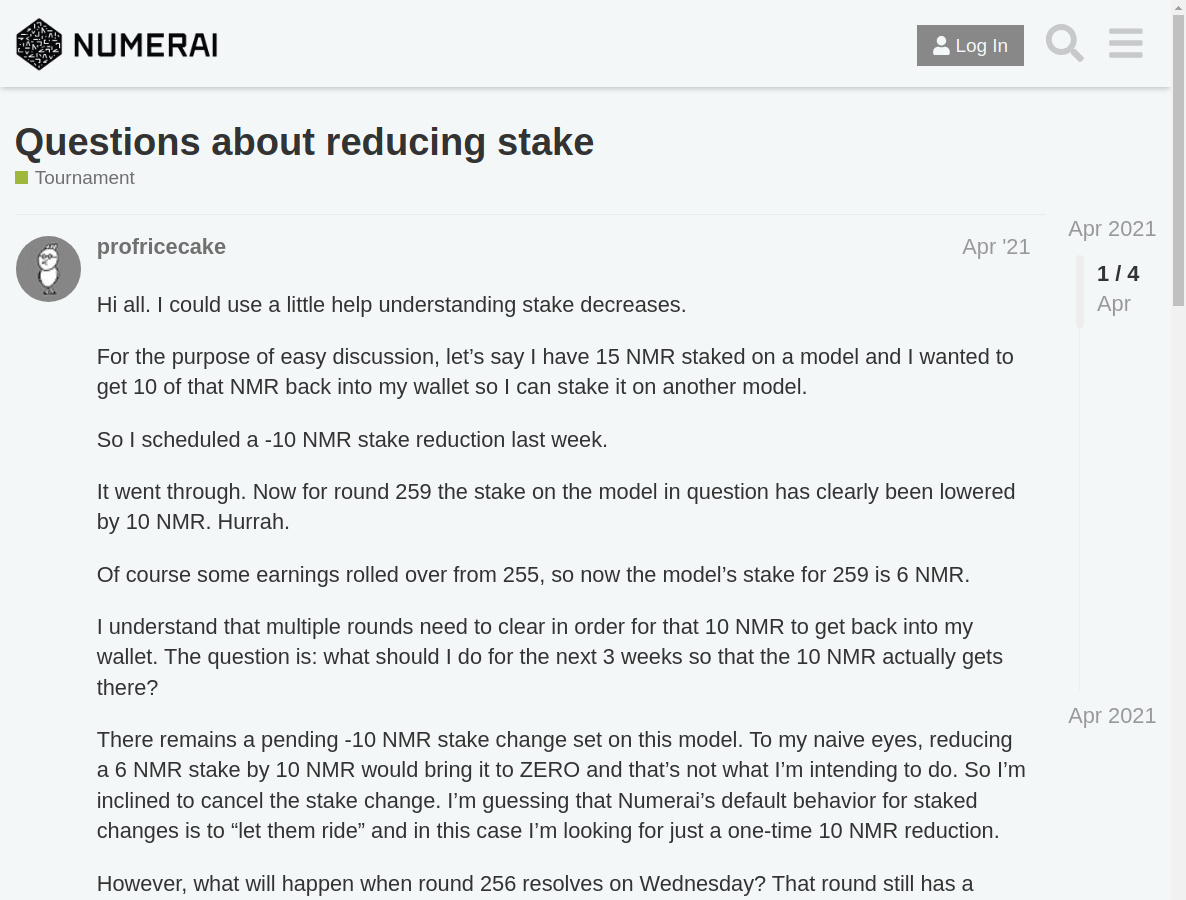 NUMERAI
Log In
Questions about reducing stake
Tournament
profricecake
Apr '21
Hi all. I could use a little help understanding stake decreases.
For the purpose of easy discussion, let’s say I have 15 NMR staked on a model and I wanted to
get 10 of that NMR back into my wallet so I can stake it on another model.
So I scheduled a -10 NMR stake reduction last week.
It went through. Now for round 259 the stake on the model in question has clearly been lowered
by 10 NMR. Hurrah.
Of course some earnings rolled over from 255, so now the model’s stake for 259 is 6 NMR.
I understand that multiple rounds need to clear in order for that 10 NMR to get back into my
wallet. The question is: what should I do for the next 3 weeks so that the 10 NMR actually gets
there?
There remains a pending -10 NMR stake change set on this model. To my naive eyes, reducing
a 6 NMR stake by 10 NMR would bring it to ZERO and that’s not what I’m intending to do. So I’m
inclined to cancel the stake change. I’m guessing that Numerai’s default behavior for staked
changes is to “let them ride” and in this case I’m looking for just a one-time 10 NMR reduction.
However, what will happen when round 256 resolves on Wednesday? That round still has a
Apr 2021
1 / 4
Apr
Apr 2021